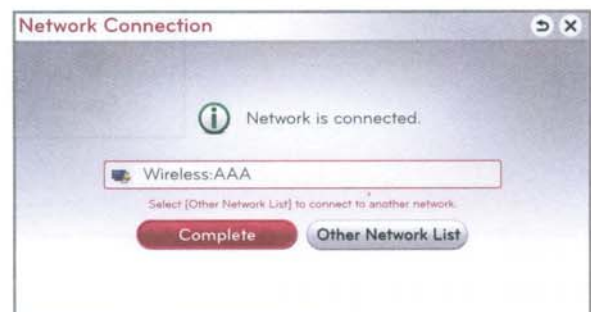 Network Connection
Network is connected.
Wireless:AAA
Select [Other Network List] to connect to another network.
Complete
Other Network List